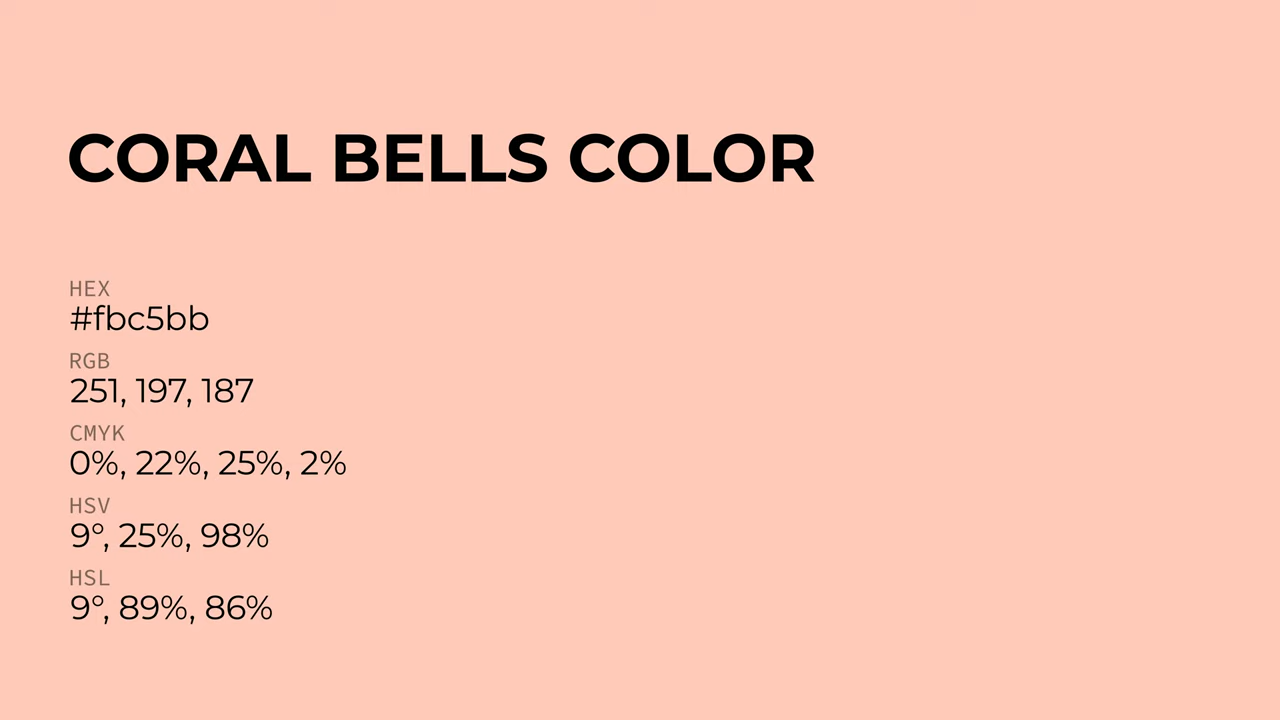 CORAL BELLS COLOR
HEX
#fbc5bb
RGB
251, 197, 187
CMYK
0%, 22%, 25%, 2%
HSV
9°, 25%, 98%
HSL
9°, 89%, 86%